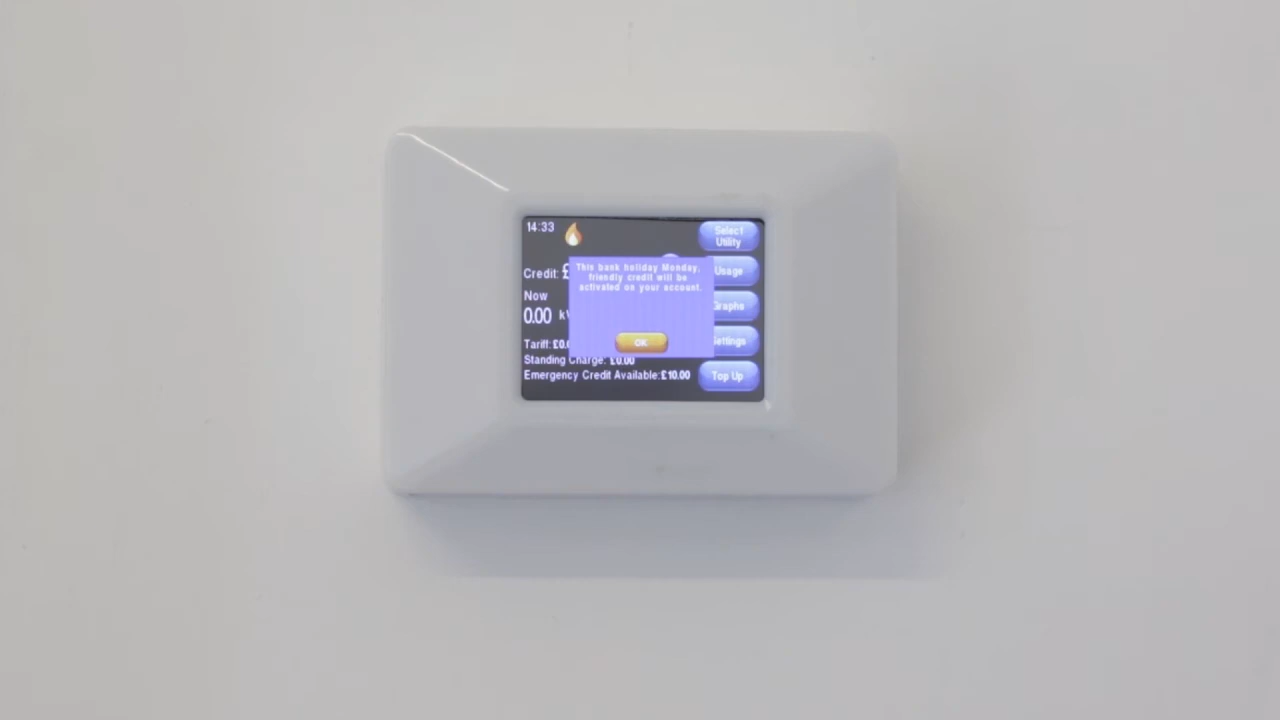 14:33
Select
Utility
This bank holiday Monday,
friendly credit will be
activated on your account.
Usage
Credit: £
Now
0.00
Graphs
OK
Settings
Tariff: £0.
Standing Charge: £0.00
Emergency Credit Available: £10.00
Top Up